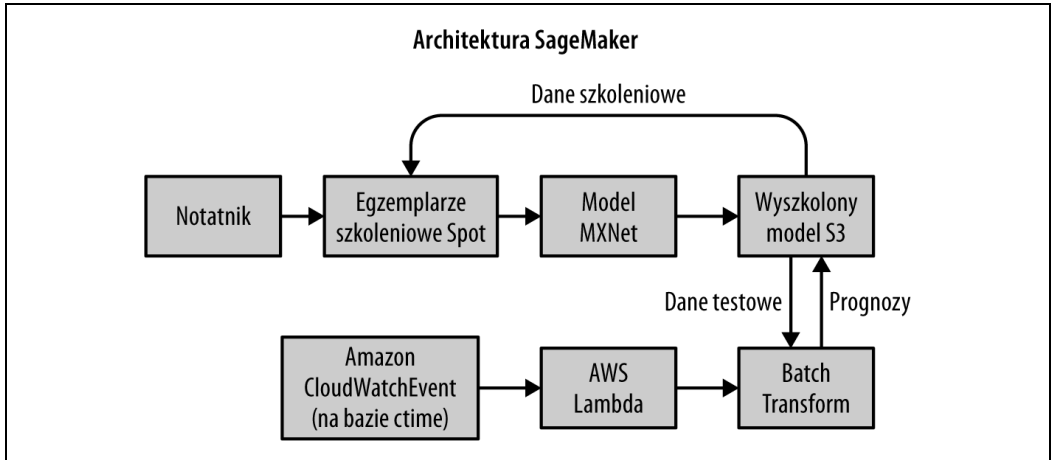 Architektura SageMaker
Dane szkoleniowe
Notatnik
Egzemplarze
szkoleniowe Spot
Model
MXNet
Wyszkolony
model S3
Dane testowe
Prognozy
Amazon
CloudWatchEvent
(na bazie ctime)
AWS
Lambda
Batch
Transform